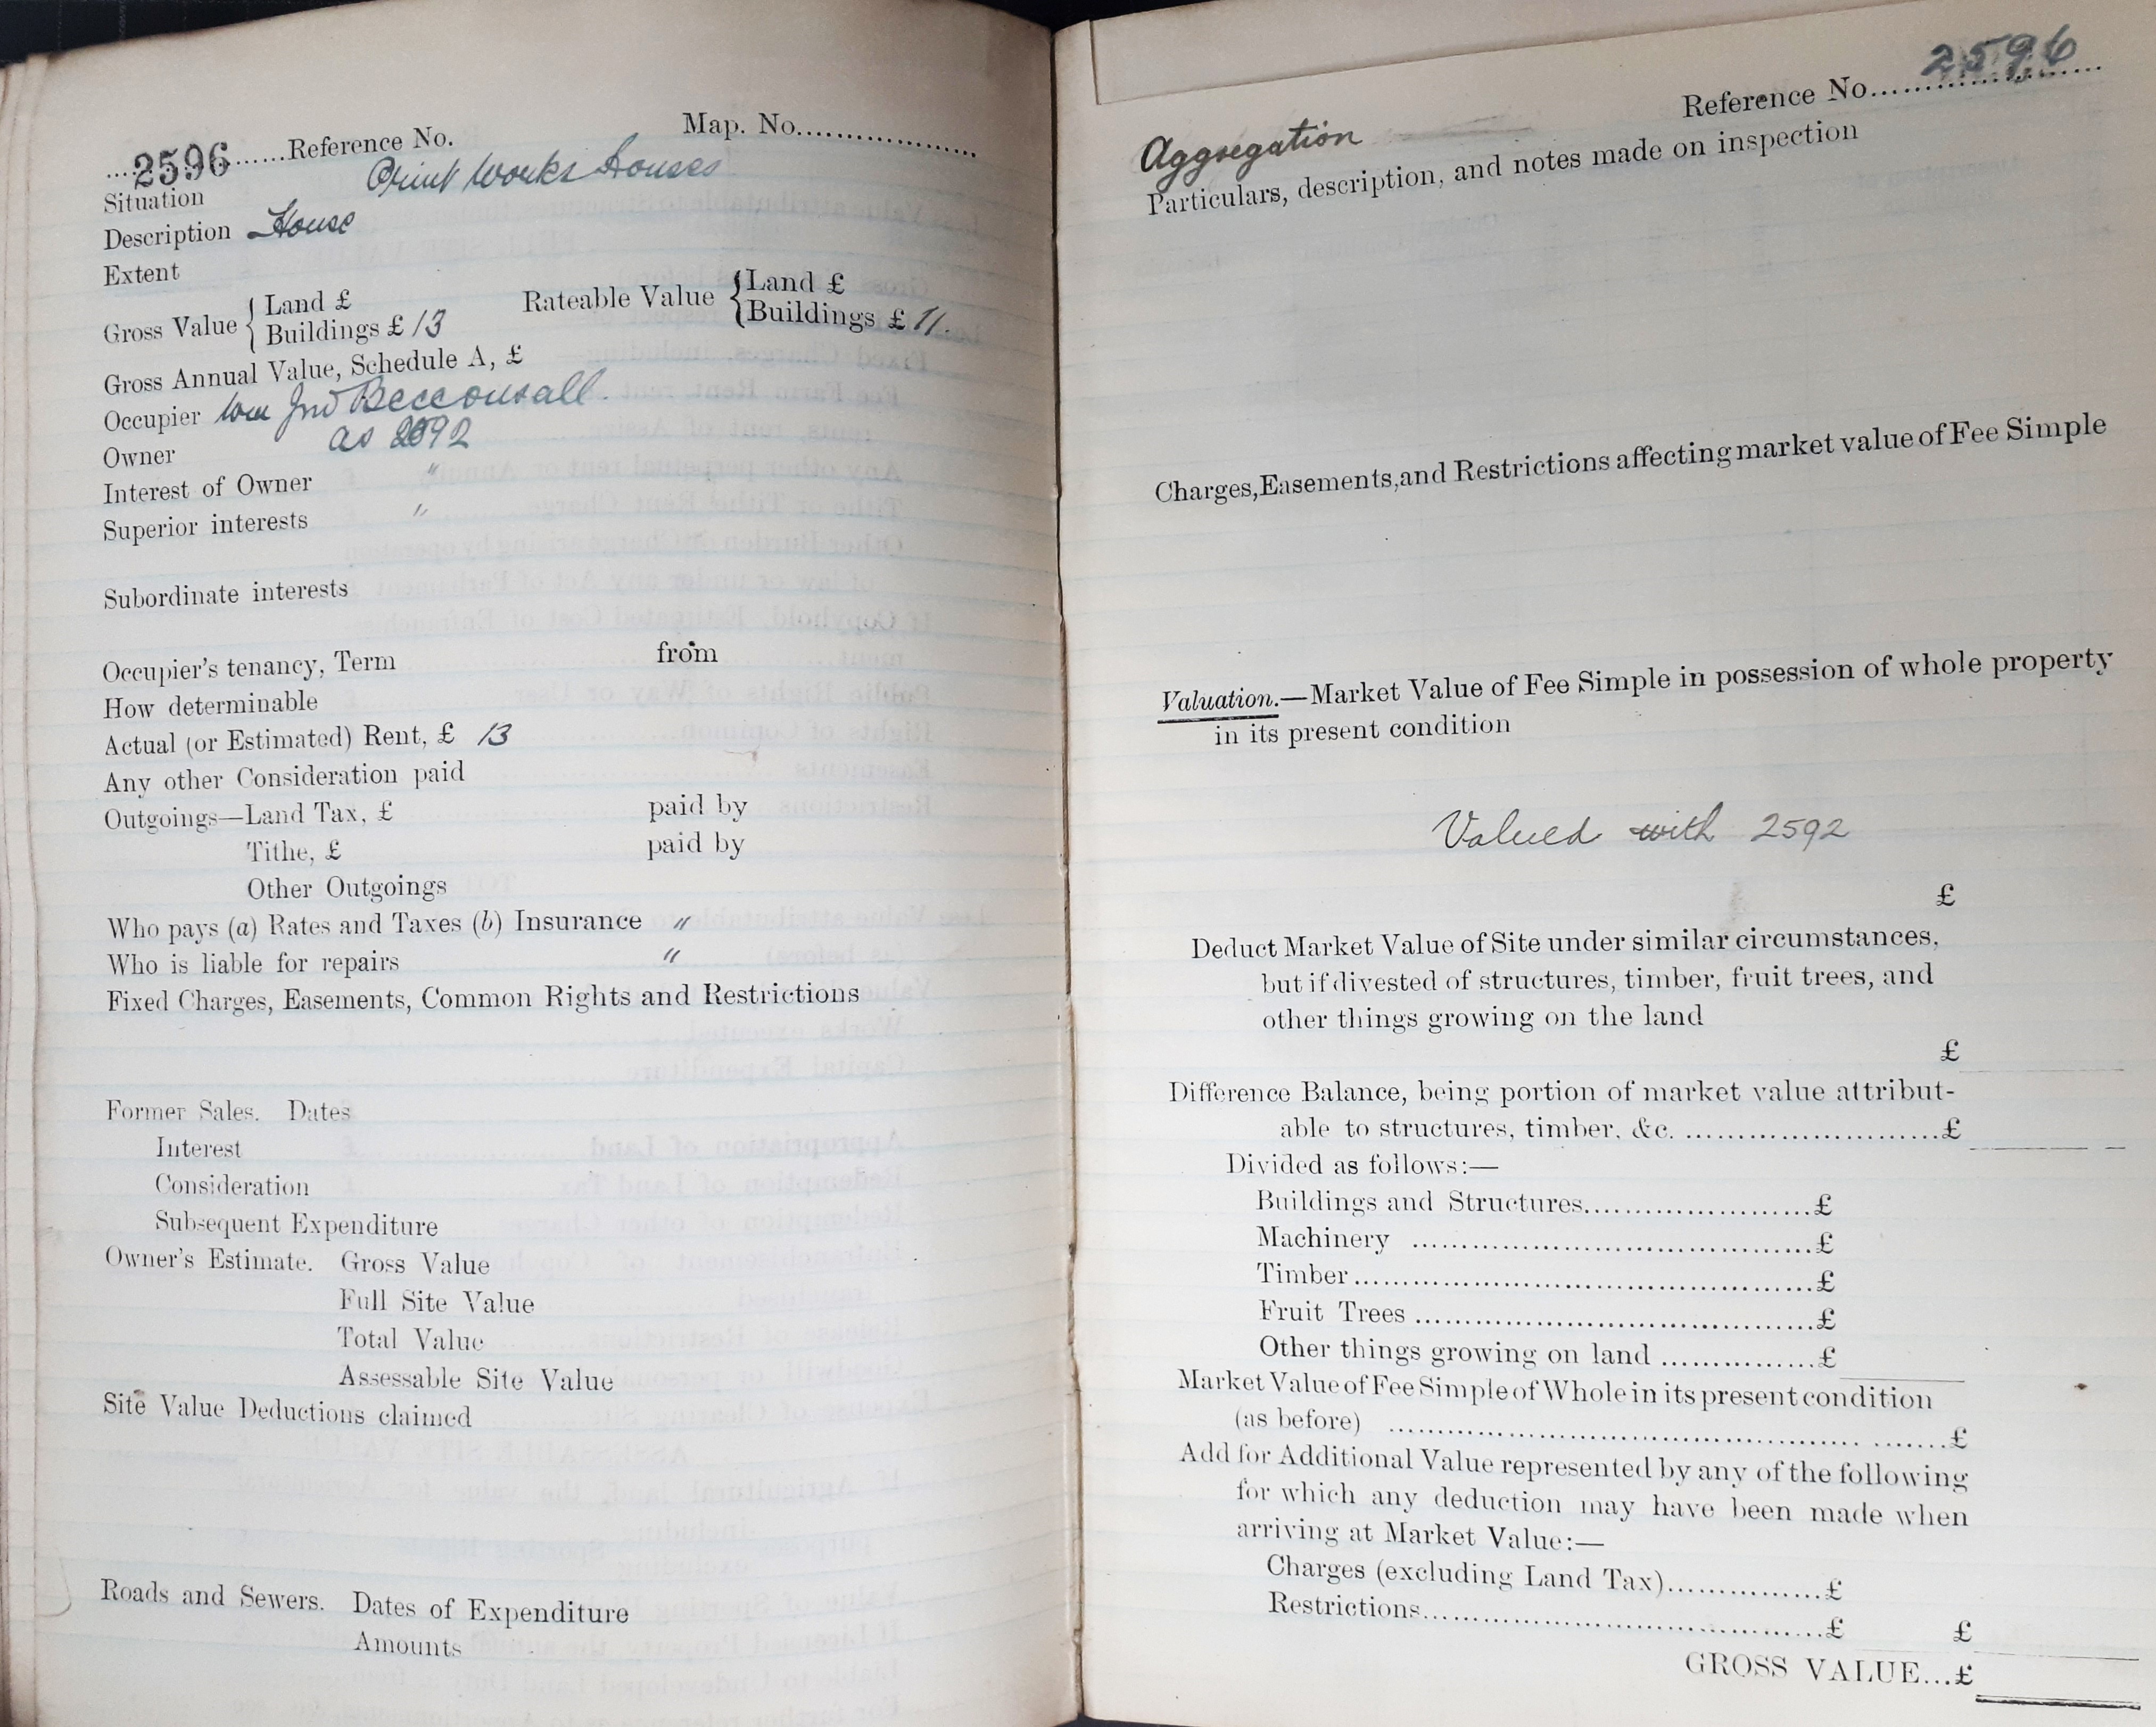 ....2596......Reference No. Map. No..................
Situation Print Works Houses
Description House
Extent
Gross Value { Land £ Rateable Value { Land £
Buildings £ 13 Buildings £ 11.
Gross Annual Value, Schedule A, £
Occupier Wm Jno Becconsall.
Owner as 2592
Interest of Owner "
Superior interests "
Subordinate interests
Occupier's tenancy, Term from
How determinable
Actual (or Estimated) Rent, £ 13
Any other Consideration paid
Outgoings—Land Tax, £ paid by
Tithe, £ paid by
Other Outgoings
Who pays (a) Rates and Taxes (b) Insurance "
Who is liable for repairs "
Fixed Charges, Easements, Common Rights and Restrictions
Former Sales. Dates
Interest
Consideration
Subsequent Expenditure
Owner's Estimate. Gross Value
Full Site Value
Total Value
Assessable Site Value
Site Value Deductions claimed
Roads and Sewers. Dates of Expenditure
Amounts
Reference No. 2596
Aggregation
Particulars, description, and notes made on inspection
Charges, Easements, and Restrictions affecting market value of Fee Simple
Valuation.—Market Value of Fee Simple in possession of whole property
in its present condition
Valued with 2592
£
Deduct Market Value of Site under similar circumstances,
but if divested of structures, timber, fruit trees, and
other things growing on the land
£
Difference Balance, being portion of market value attribut-
able to structures, timber, &c. ...........................£
Divided as follows:—
Buildings and Structures.......................£
Machinery .......................................£
Timber.............................................£
Fruit Trees .......................................£
Other things growing on land ...............£
Market Value of Fee Simple of Whole in its present condition
(as before) ......................................................£
Add for Additional Value represented by any of the following
for which any deduction may have been made when
arriving at Market Value:—
Charges (excluding Land Tax)...............£
Restrictions.......................................£ £
GROSS VALUE...£